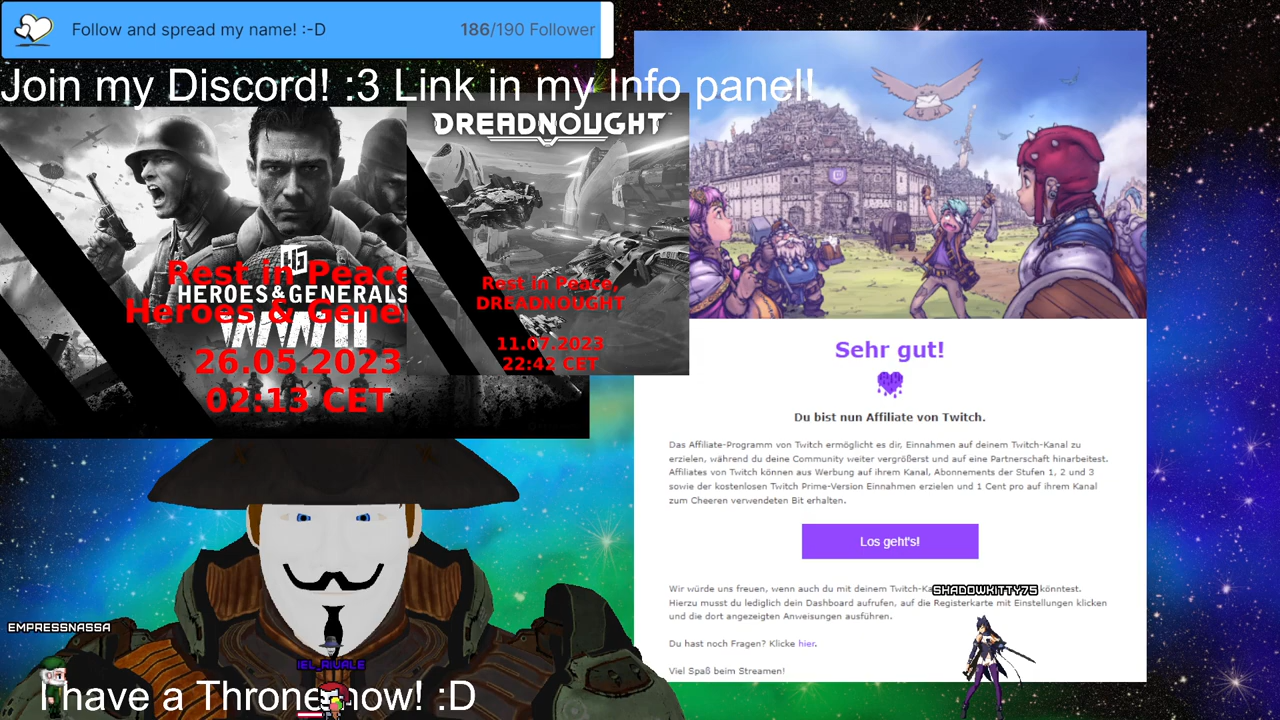 Follow and spread my name! :-D
186/190 Follower
Join my Discord! :3 Link in my Info panel!
HEROES & GENERALS
WWII
Rest in Peace
Heroes & Gene
26.05.2023
02:13 CET
DREADNOUGHT
Rest in Peace,
DREADNOUGHT
11.07.2023
22:42 CET
Sehr gut!
Du bist nun Affiliate von Twitch.
Das Affiliate-Programm von Twitch ermöglicht es dir, Einnahmen auf deinem Twitch-Kanal zu
erzielen, während du deine Community weiter vergrößerst und auf eine Partnerschaft hinarbeitest.
Affiliates von Twitch können aus Werbung auf ihrem Kanal, Abonnements der Stufen 1, 2 und 3
sowie der kostenlosen Twitch Prime-Version Einnahmen erzielen und 1 Cent pro auf ihrem Kanal
zum Cheeren verwendeten Bit erhalten.
Los geht's!
Wir würde uns freuen, wenn auch du mit deinem Twitch-Ka könntest.
Hierzu musst du lediglich dein Dashboard aufrufen, auf die Registerkarte mit Einstellungen klicken
und die dort angezeigten Anweisungen ausführen.
Du hast noch Fragen? Klicke hier.
Viel Spaß beim Streamen!
SHADOWKITTY75
EMPRESSNASSA
IEL_RIVALE
I have a Throne now! :D